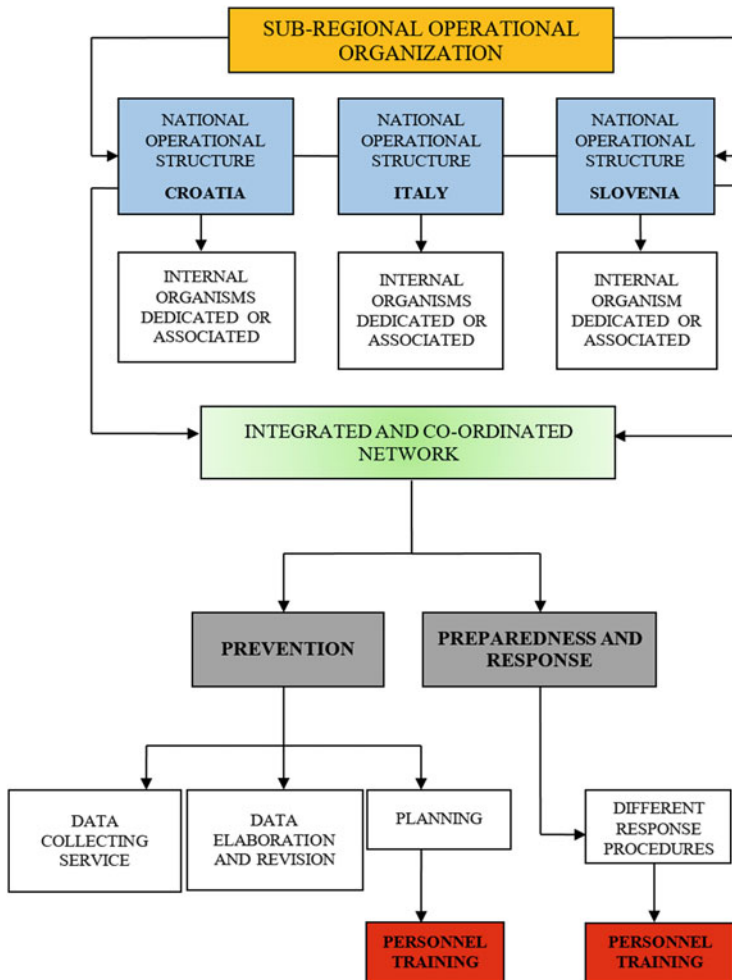 SUB-REGIONAL OPERATIONAL
ORGANIZATION
NATIONAL
OPERATIONAL
STRUCTURE
CROATIA
NATIONAL
OPERATIONAL
STRUCTURE
ITALY
NATIONAL
OPERATIONAL
STRUCTURE
SLOVENIA
INTERNAL
ORGANISMS
DEDICATED OR
ASSOCIATED
INTERNAL
ORGANISMS
DEDICATED OR
ASSOCIATED
INTERNAL
ORGANISM
DEDICATED OR
ASSOCIATED
INTEGRATED AND CO-ORDINATED
NETWORK
PREVENTION
PREPAREDNESS AND
RESPONSE
DATA
COLLECTING
SERVICE
DATA
ELABORATION
AND REVISION
PLANNING
DIFFERENT
RESPONSE
PROCEDURES
PERSONNEL
TRAINING
PERSONNEL
TRAINING